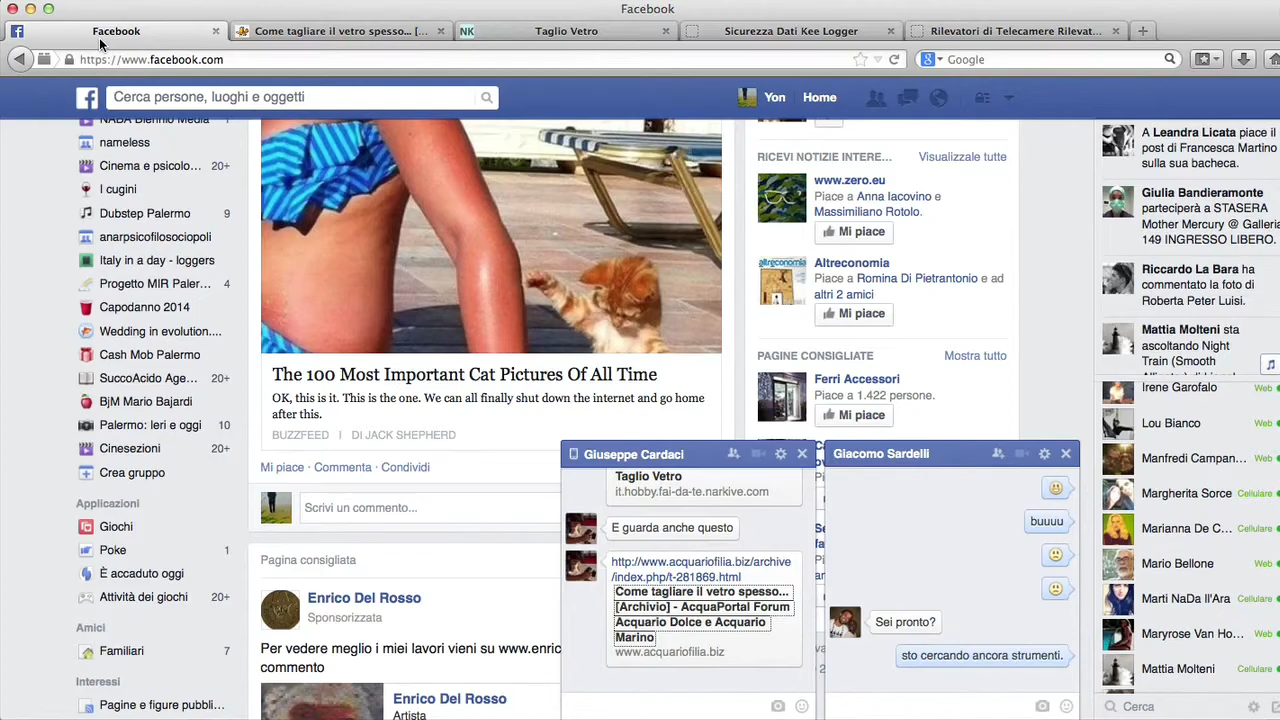 Facebook
Facebook
Come tagliare il vetro spesso... [
NK Taglio Vetro
Sicurezza Dati Kee Logger
Rilevatori di Telecamere Rilevat...
https://www.facebook.com
Google
Cerca persone, luoghi e oggetti
Yon
Home
NABA Biennio Media
nameless
Cinema e psicolo... 20+
I cugini
Dubstep Palermo 9
anarpsicofilosociopoli
Italy in a day - loggers
Progetto MIR Paler... 4
Capodanno 2014
Wedding in evolution....
Cash Mob Palermo
SuccoAcido Age... 20+
BjM Mario Bajardi
Palermo: Ieri e oggi 10
Cinesezioni 20+
Crea gruppo
Applicazioni
Giochi
Poke 1
È accaduto oggi
Attività dei giochi 20+
Amici
Familiari 7
Interessi
Pagine e figure pubbli...
The 100 Most Important Cat Pictures Of All Time
OK, this is it. This is the one. We can all finally shut down the internet and go home
after this.
BUZZFEED | DI JACK SHEPHERD
Mi piace · Commenta · Condividi
Scrivi un commento...
Pagina consigliata
Enrico Del Rosso
Sponsorizzata
Per vedere meglio i miei lavori vieni su www.enric
commento
Enrico Del Rosso
Artista
RICEVI NOTIZIE INTERE... Visualizzale tutte
www.zero.eu
Piace a Anna Iacovino e
Massimiliano Rotolo.
Mi piace
Altreconomia
altreconomia
Piace a Romina Di Pietrantonio e ad
altri 2 amici
Mi piace
PAGINE CONSIGLIATE Mostra tutto
Ferri Accessori
Piace a 1.422 persone.
Mi piace
Giuseppe Cardaci
Taglio Vetro
it.hobby.fai-da-te.narkive.com
E guarda anche questo
http://www.acquariofilia.biz/archive
/index.php/t-281869.html
Come tagliare il vetro spesso...
[Archivio] - AcquaPortal Forum
Acquario Dolce e Acquario
Marino
www.acquariofilia.biz
Giacomo Sardelli
buuuu
Sei pronto?
sto cercando ancora strumenti.
A Leandra Licata piace il
post di Francesca Martino
sulla sua bacheca.
Giulia Bandieramonte
parteciperà a STASERA
Mother Mercury @ Galleria
149 INGRESSO LIBERO.
Riccardo La Bara ha
commentato la foto di
Roberta Peter Luisi.
Mattia Molteni sta
ascoltando Night
Train (Smooth
Irene Garofalo Web
Lou Bianco Web
Manfredi Campan... Web
Margherita Sorce Cellulare
Marianna De C... Cellulare
Mario Bellone Web
Marti NaDa Il'Ara Web
Maryrose Van Ho... Web
Mattia Molteni Cellulare
Cerca